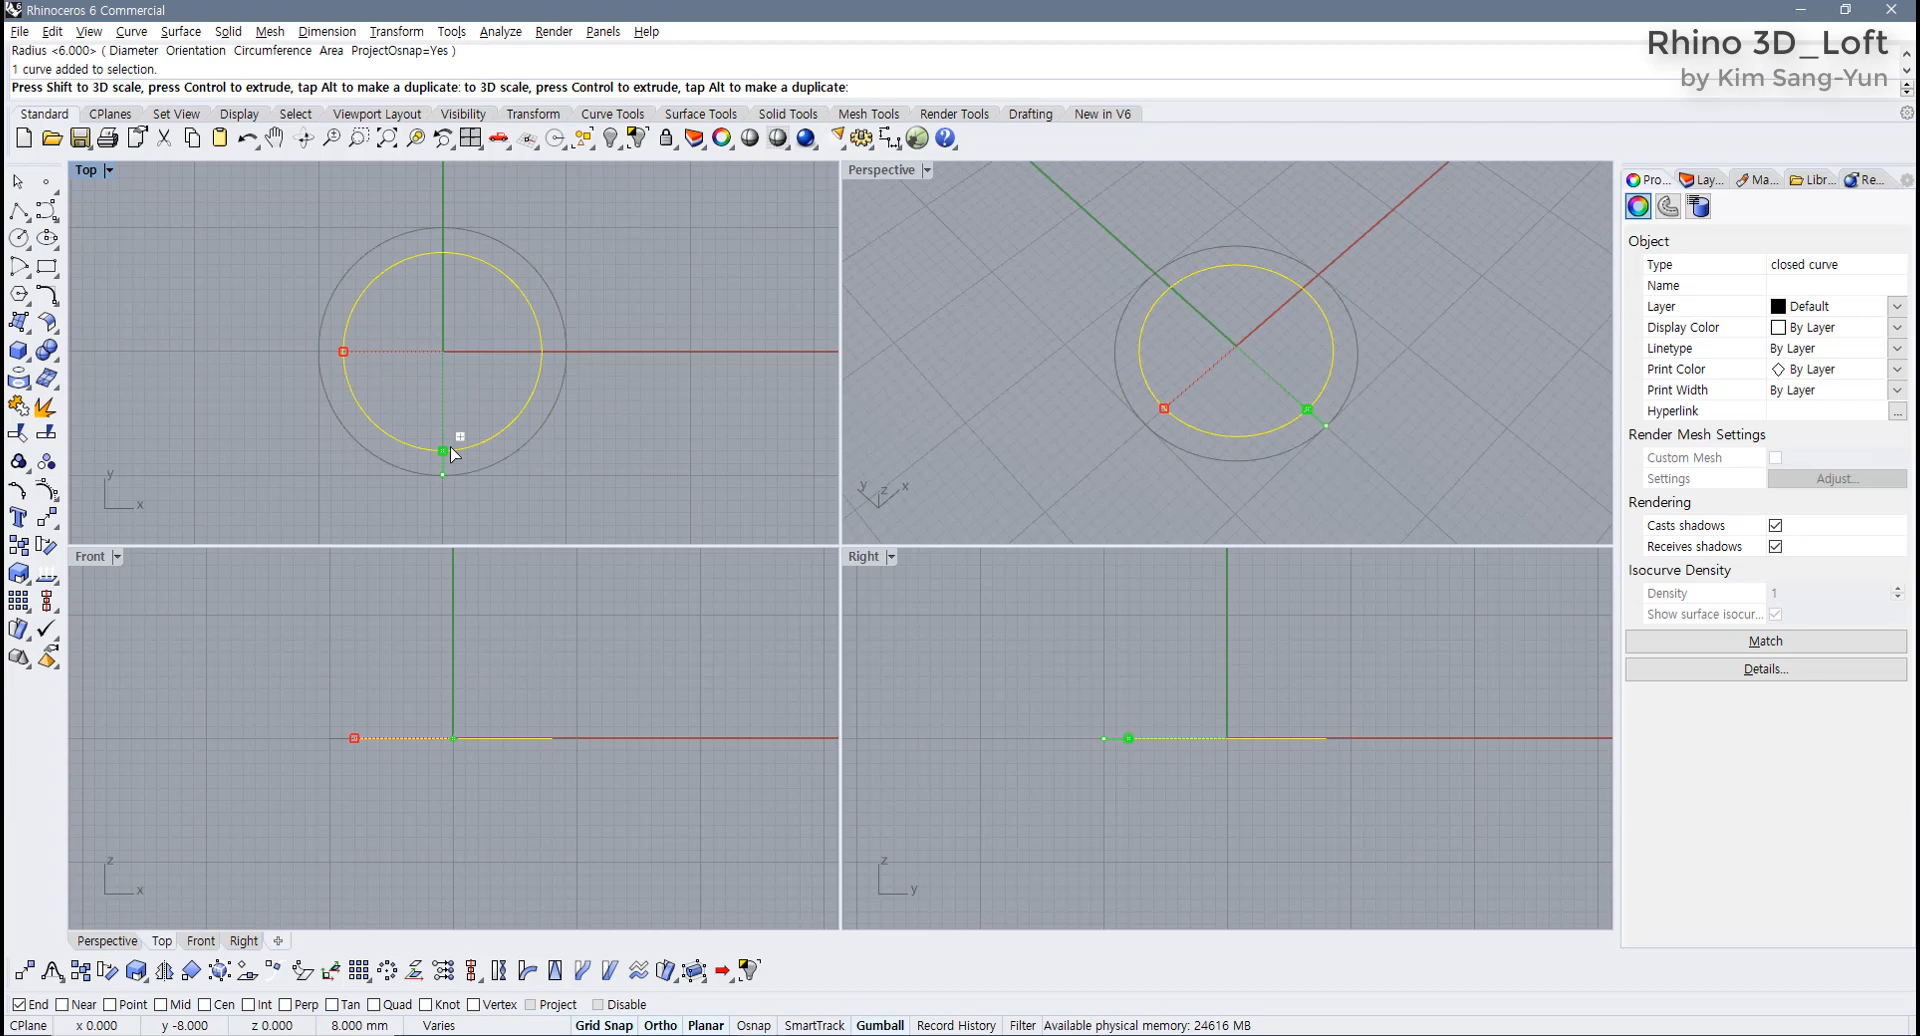 Rhinoceros 6 Commercial
File Edit View Curve Surface Solid Mesh Dimension Transform Tools Analyze Render Panels Help
Rhino 3D_Loft
by Kim Sang-Yun
Radius <6.000> ( Diameter Orientation Circumference Area ProjectOsnap=Yes )
1 curve added to selection.
Press Shift to 3D scale, press Control to extrude, tap Alt to make a duplicate: to 3D scale, press Control to extrude, tap Alt to make a duplicate:
Standard CPlanes Set View Display Select Viewport Layout Visibility Transform Curve Tools Surface Tools Solid Tools Mesh Tools Render Tools Drafting New in V6
Top
Perspective
y
x
y z x
Front
Right
z
x
z
y
Pro... Lay... Ma... Libr... Re...
Object
Type closed curve
Name
Layer Default
Display Color By Layer
Linetype By Layer
Print Color By Layer
Print Width By Layer
Hyperlink ...
Render Mesh Settings
Custom Mesh
Settings Adjust...
Rendering
Casts shadows
Receives shadows
Isocurve Density
Density 1
Show surface isocur...
Match
Details...
Perspective Top Front Right
End Near Point Mid Cen Int Perp Tan Quad Knot Vertex Project Disable
CPlane x 0.000 y -8.000 z 0.000 8.000 mm Varies Grid Snap Ortho Planar Osnap SmartTrack Gumball Record History Filter Available physical memory: 24616 MB